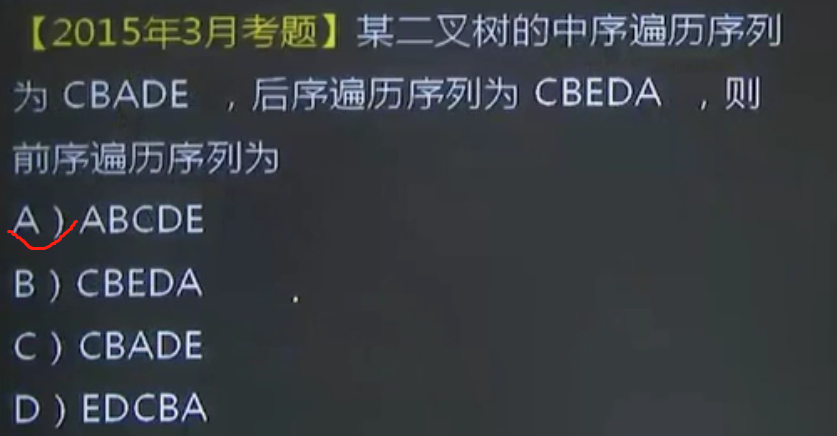 【2015年3月考题】某二叉树的中序遍历序列
为 CBADE ，后序遍历序列为 CBEDA ，则
前序遍历序列为
A）ABCDE
B）CBEDA
C）CBADE
D）EDCBA